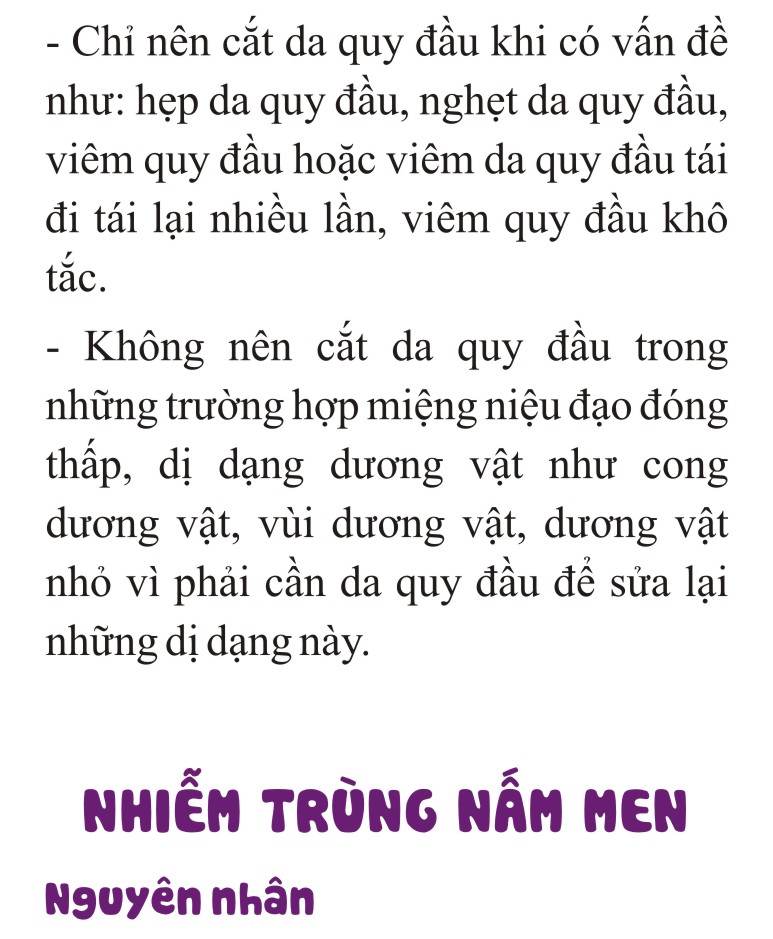 - Chỉ nên cắt da quy đầu khi có vấn đề
như: hẹp da quy đầu, nghẹt da quy đầu,
viêm quy đầu hoặc viêm da quy đầu tái
đi tái lại nhiều lần, viêm quy đầu khô
tắc.
- Không nên cắt da quy đầu trong
những trường hợp miệng niệu đạo đóng
thấp, dị dạng dương vật như cong
dương vật, vùi dương vật, dương vật
nhỏ vì phải cần da quy đầu để sửa lại
những dị dạng này.
NHIỄM TRÙNG NẤM MEN
Nguyên nhân